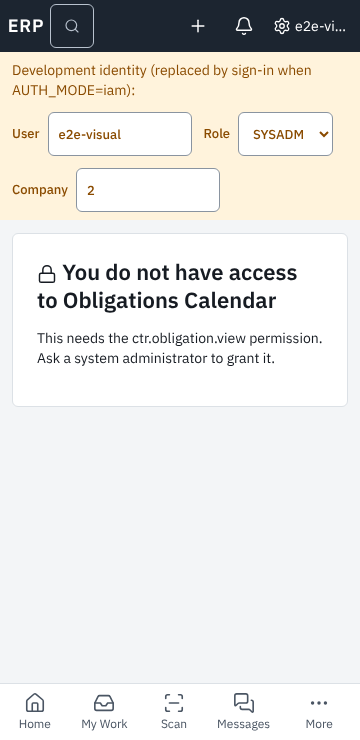 ERP
e2e-vi...
Development identity (replaced by sign-in when
AUTH_MODE=iam):
User e2e-visual Role SYSADM
Company 2
You do not have access
to Obligations Calendar
This needs the ctr.obligation.view permission.
Ask a system administrator to grant it.
Home My Work Scan Messages More